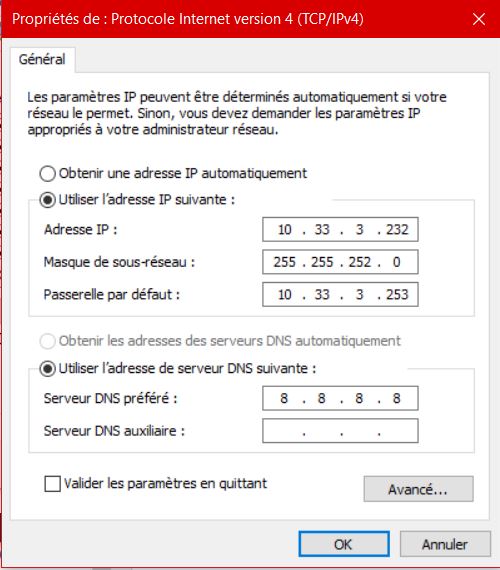 Propriétés de : Protocole Internet version 4 (TCP/IPv4)
Général
Les paramètres IP peuvent être déterminés automatiquement si votre
réseau le permet. Sinon, vous devez demander les paramètres IP
appropriés à votre administrateur réseau.
Obtenir une adresse IP automatiquement
Utiliser l'adresse IP suivante :
Adresse IP : 10 . 33 . 3 . 232
Masque de sous-réseau : 255 . 255 . 252 . 0
Passerelle par défaut : 10 . 33 . 3 . 253
Obtenir les adresses des serveurs DNS automatiquement
Utiliser l'adresse de serveur DNS suivante :
Serveur DNS préféré : 8 . 8 . 8 . 8
Serveur DNS auxiliaire : . . .
Valider les paramètres en quittant
Avancé...
OK Annuler